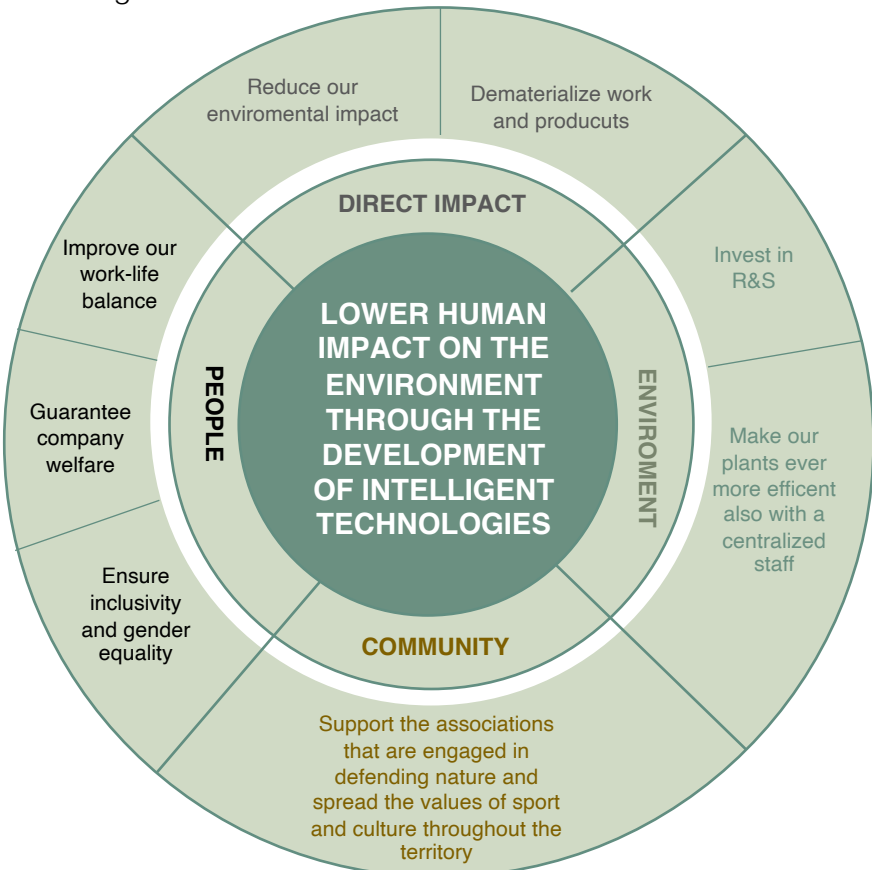 Reduce our
enviromental impact
Dematerialize work
and producuts
DIRECT IMPACT
Improve our
work-life
balance
Invest in
R&S
LOWER HUMAN
IMPACT ON THE
ENVIRONMENT
THROUGH THE
DEVELOPMENT
OF INTELLIGENT
TECHNOLOGIES
PEOPLE
ENVIROMENT
Guarantee
company
welfare
Make our
plants ever
more efficent
also with a
centralized
staff
Ensure
inclusivity
and gender
equality
COMMUNITY
Support the associations
that are engaged in
defending nature and
spread the values of sport
and culture throughout the
territory